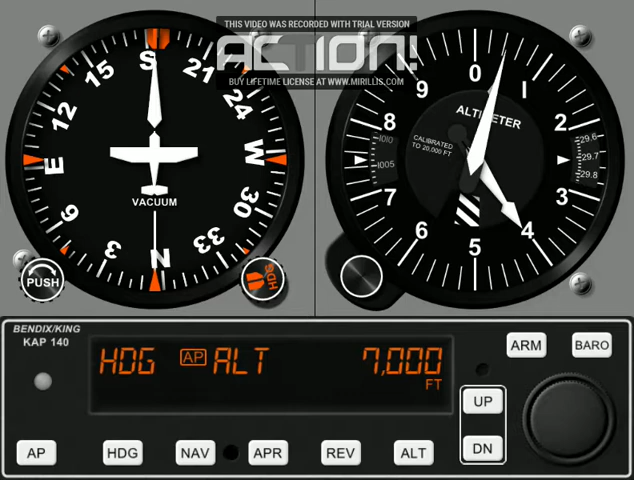 THIS VIDEO WAS RECORDED WITH TRIAL VERSION
ACTION!
BUY LIFETIME LICENSE AT WWW.MIRILLIS.COM
S
21
24
W
30
33
N
3
6
E
12
15
VACUUM
PUSH
HDG
0
1
2
3
4
5
6
7
8
9
ALTIMETER
CALIBRATED
TO 20,000 FT
1010
1005
29.6
29.7
29.8
BENDIX/KING
KAP 140
HDG AP ALT 7,000
FT
ARM
BARO
UP
DN
AP
HDG
NAV
APR
REV
ALT